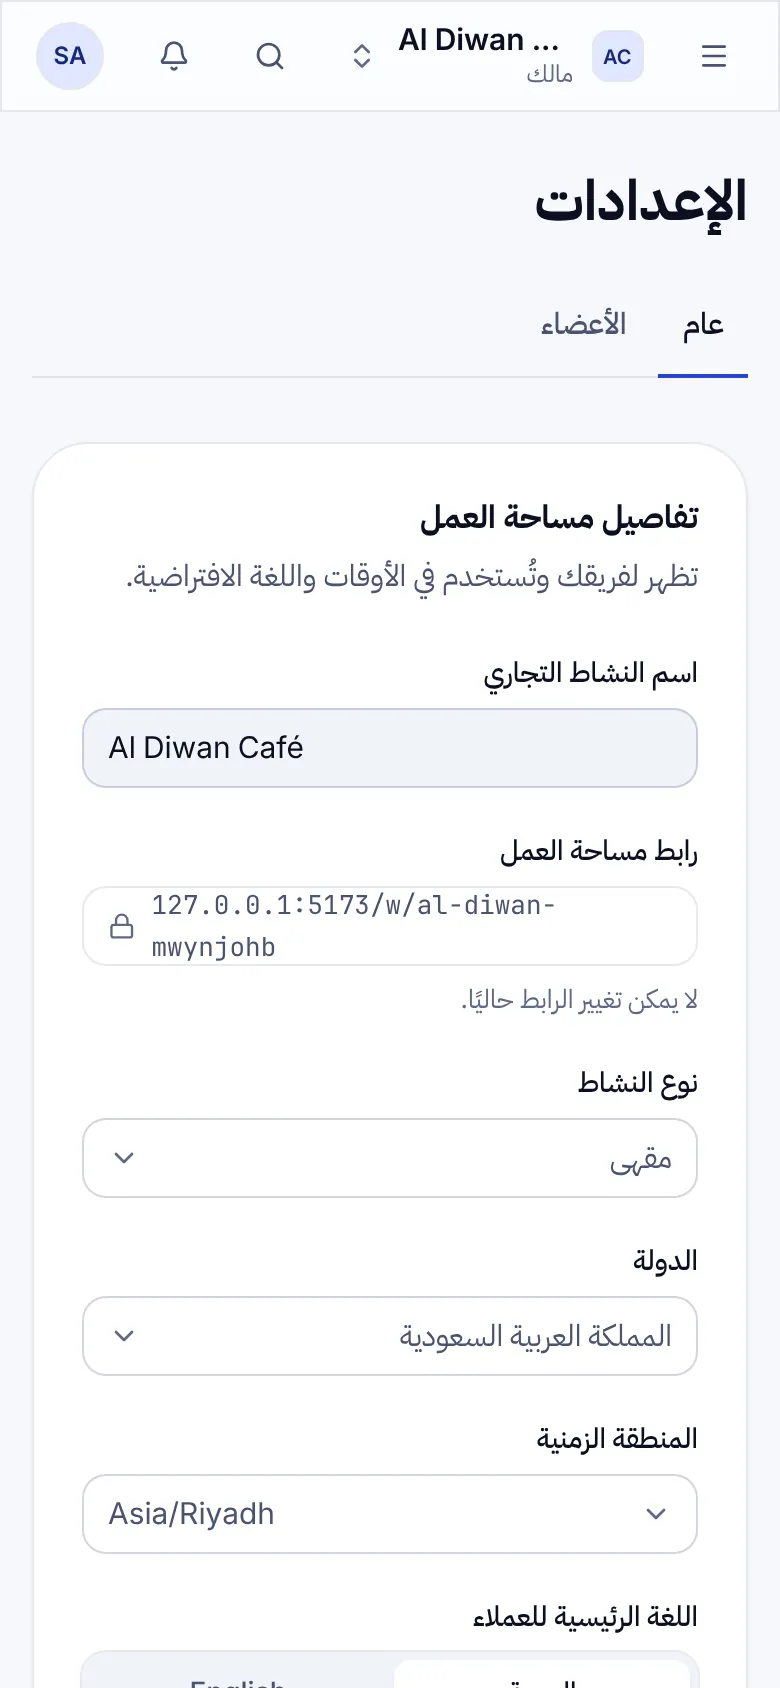 AC
Al Diwan ...
مالك
SA
الإعدادات
عام
الأعضاء
تفاصيل مساحة العمل
تظهر لفريقك وتُستخدم في الأوقات واللغة الافتراضية.
اسم النشاط التجاري
Al Diwan Café
رابط مساحة العمل
127.0.0.1:5173/w/al-diwan-
mwynjohb
لا يمكن تغيير الرابط حاليًا.
نوع النشاط
مقهى
الدولة
المملكة العربية السعودية
المنطقة الزمنية
Asia/Riyadh
اللغة الرئيسية للعملاء
English